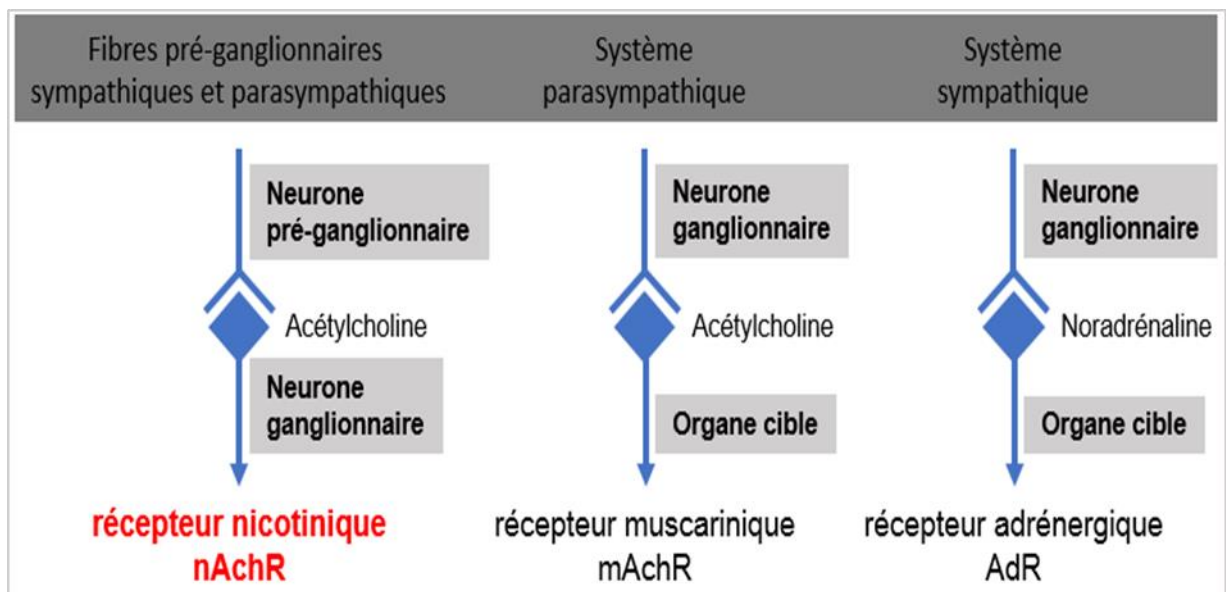 Fibres pré-ganglionnaires
sympathiques et parasympathiques
Système
parasympathique
Système
sympathique
Neurone
pré-ganglionnaire
Acétylcholine
Neurone
ganglionnaire
récepteur nicotinique
nAchR
Neurone
ganglionnaire
Acétylcholine
Organe cible
récepteur muscarinique
mAchR
Neurone
ganglionnaire
Noradrénaline
Organe cible
récepteur adrénergique
AdR